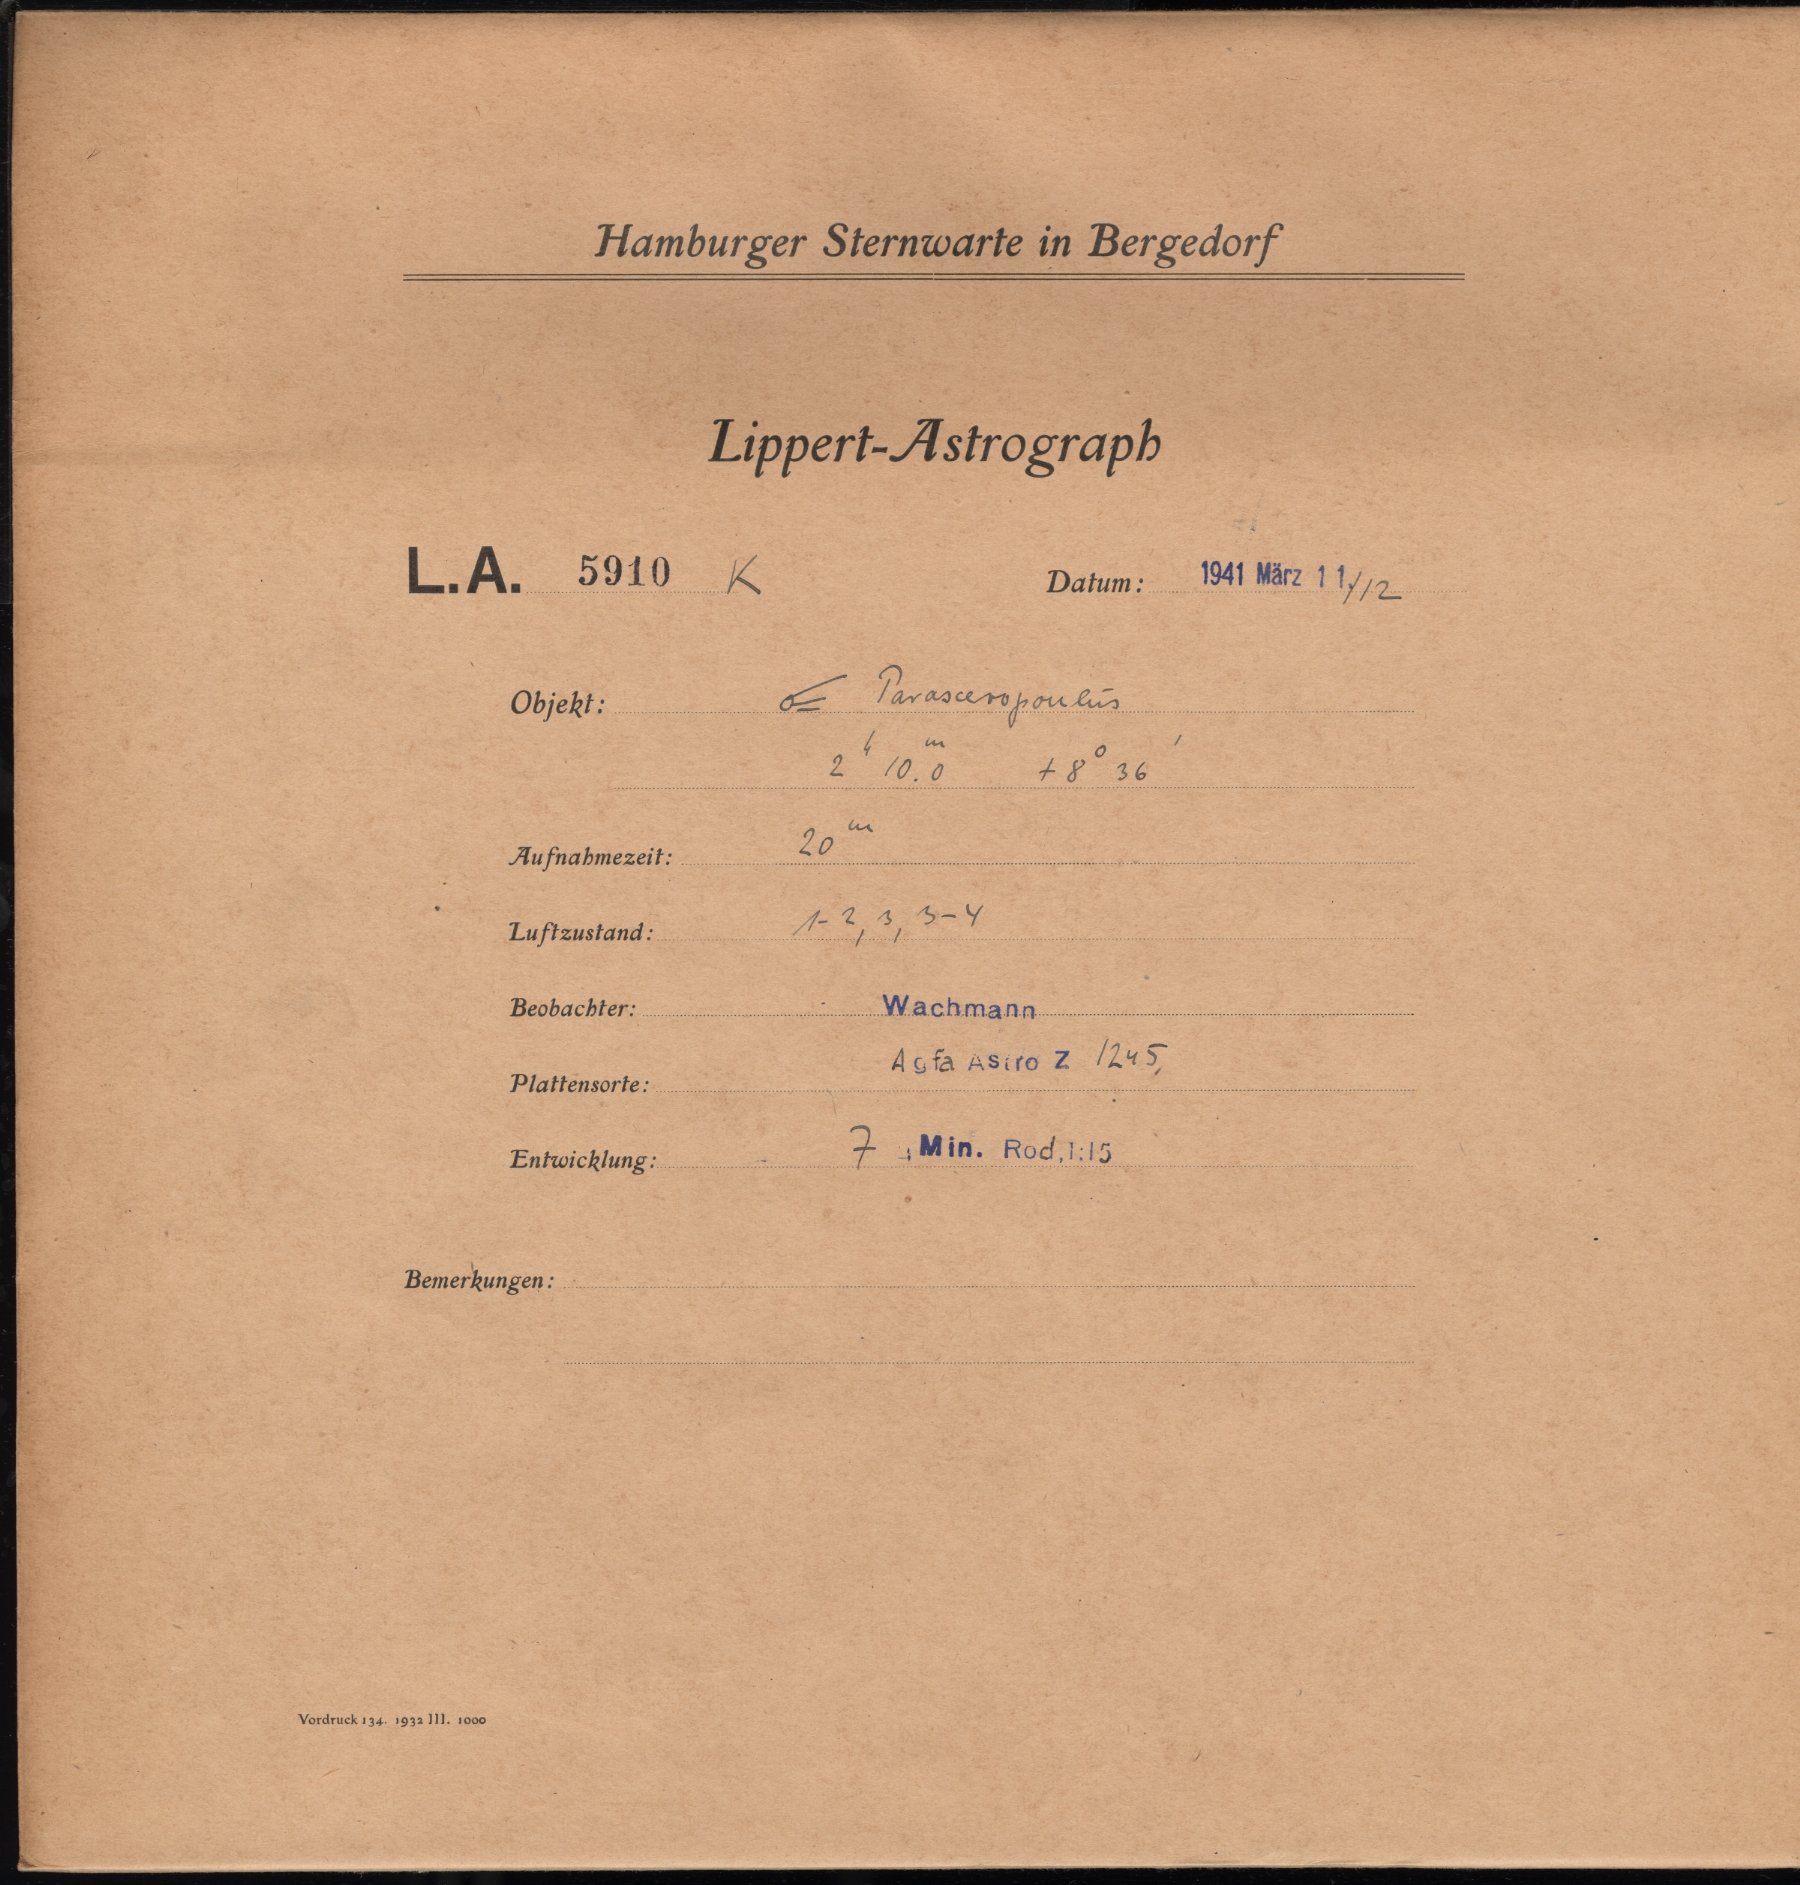 Hamburger Sternwarte in Bergedorf
Lippert-Astrograph
L.A. 5910 K Datum: 1941 März 11./12
Objekt: ☄ Parasceropoulus
2ʰ 10.0ᵐ +8° 36′
Aufnahmezeit: 20ᵐ
Luftzustand: 1-2, 3, 3-4
Beobachter: Wachmann
Plattensorte: Agfa Astro Z 1245,
Entwicklung: 7 Min. Rod, 1:15
Bemerkungen:
Vordruck 134. 1932 III. 1000